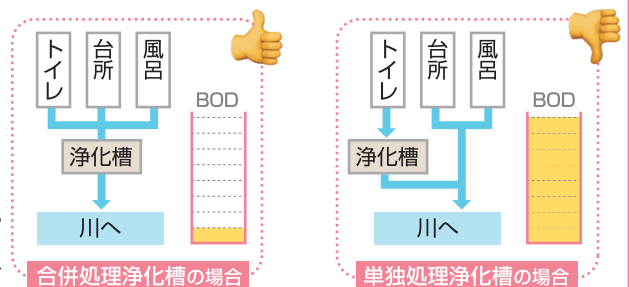 トイレ
台所
風呂
BOD
浄化槽
川へ
合併処理浄化槽の場合
トイレ
台所
風呂
BOD
浄化槽
川へ
単独処理浄化槽の場合